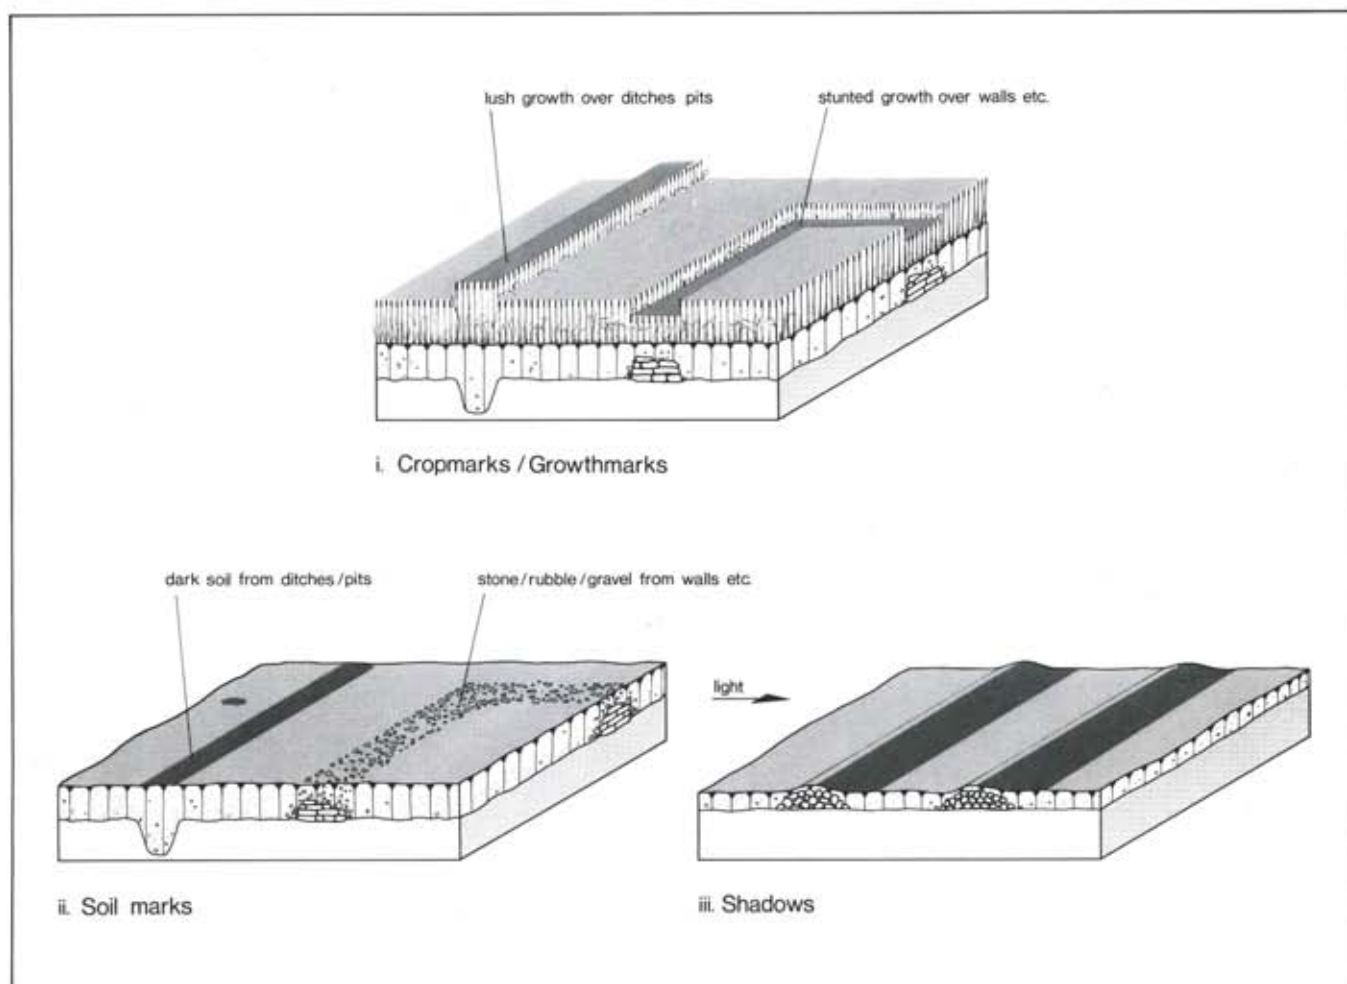 lush growth over ditches pits
stunted growth over walls etc.
i. Cropmarks / Growthmarks
dark soil from ditches / pits
stone / rubble / gravel from walls etc.
ii. Soil marks
light
iii. Shadows